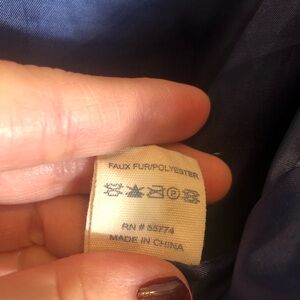 FAUX FUR/POLYESTER
RN # 55774
MADE IN CHINA